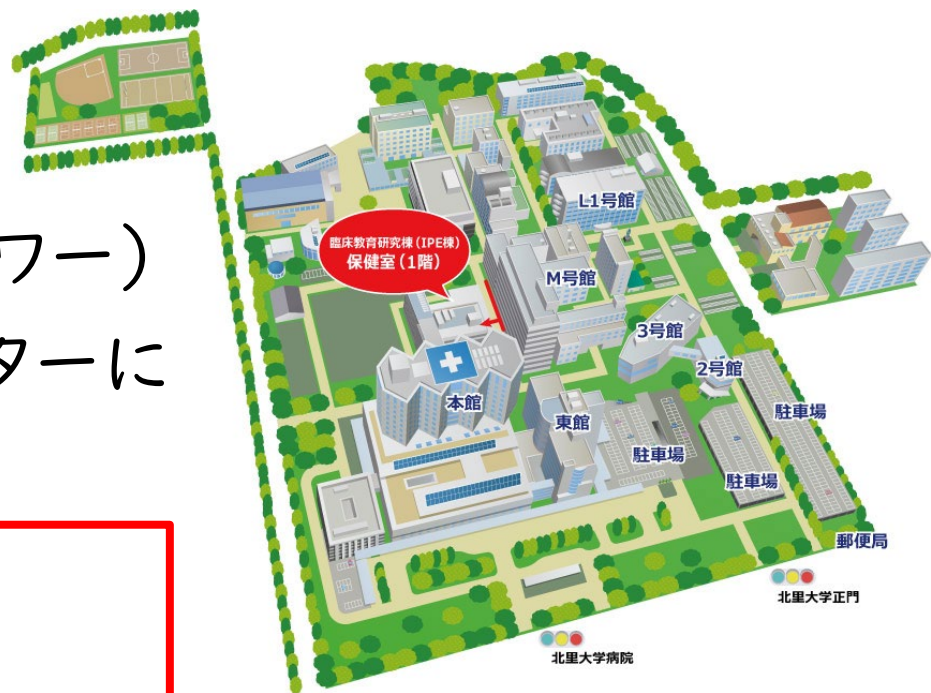 ワー)
ターに
臨床教育研究棟(IPE棟)
保健室(1階)
L1号館
M号館
3号館
2号館
本館
東館
駐車場
駐車場
駐車場
郵便局
北里大学正門
北里大学病院